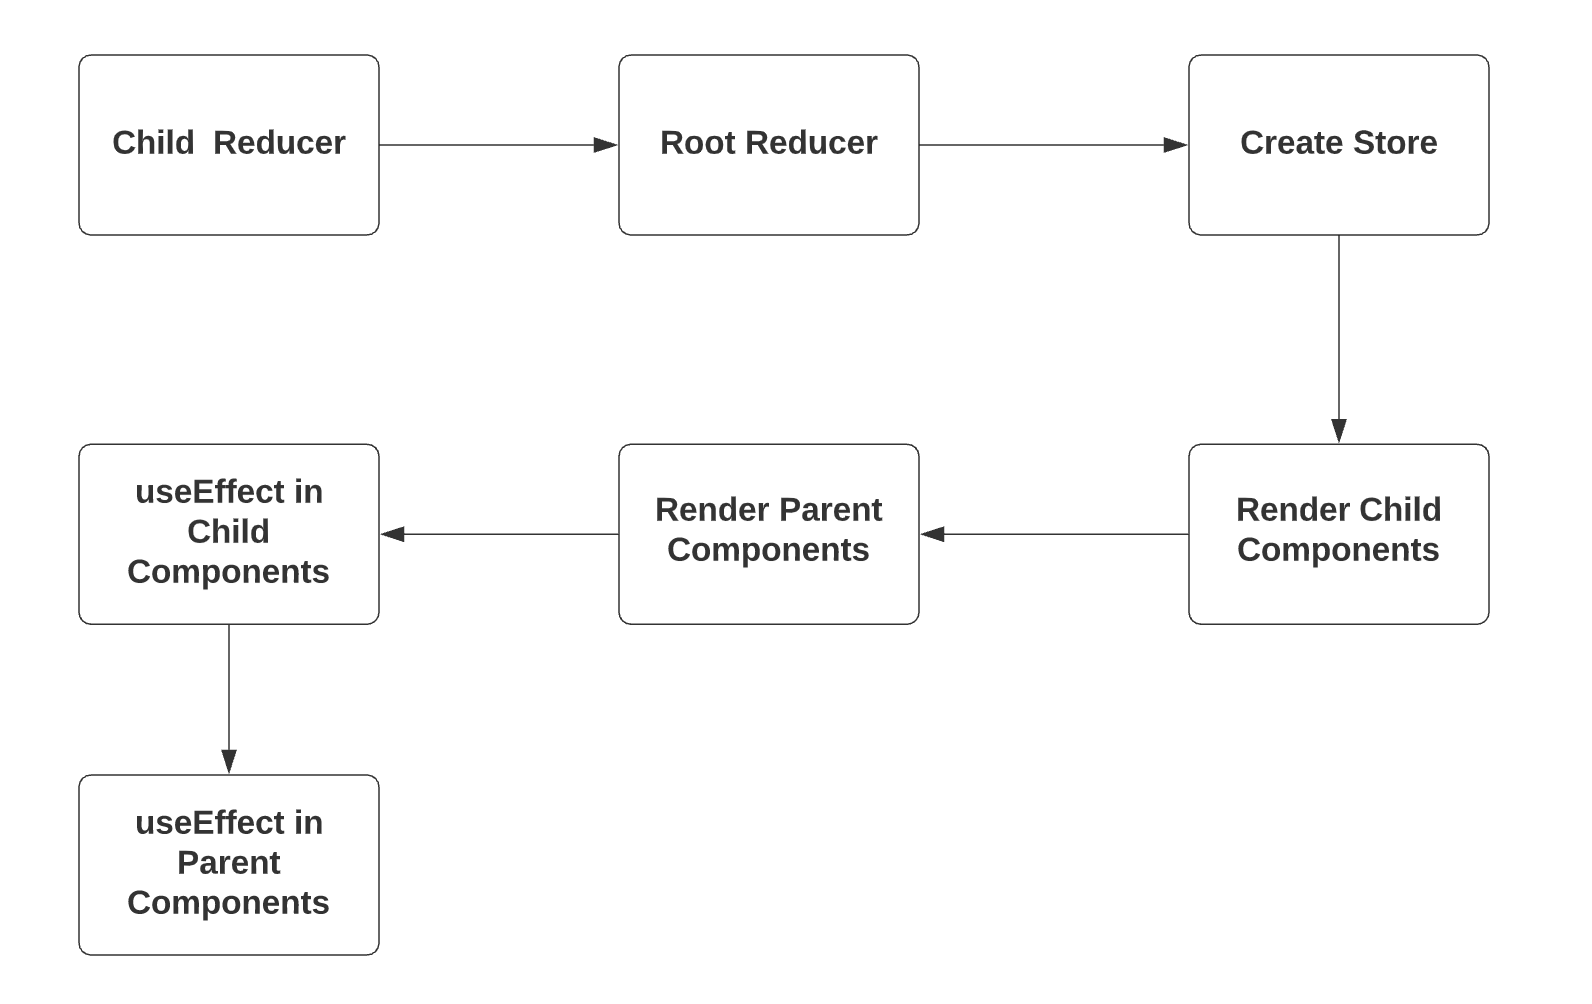 Child  Reducer
Root Reducer
Create Store
Render Child
Components
Render Parent
Components
useEffect in
Child
Components
useEffect in
Parent
Components